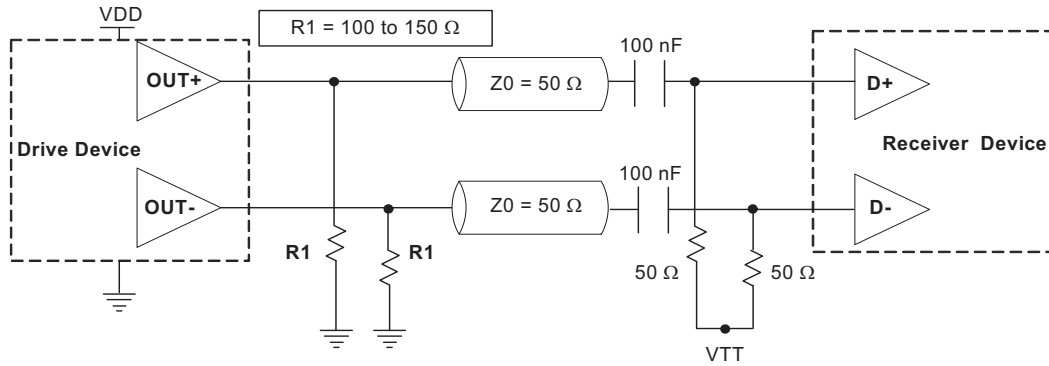 VDD
R1 = 100 to 150 Ω
100 nF
OUT+
Z0 = 50 Ω
D+
Drive Device
Receiver Device
100 nF
OUT-
Z0 = 50 Ω
D-
R1
R1
50 Ω
50 Ω
VTT